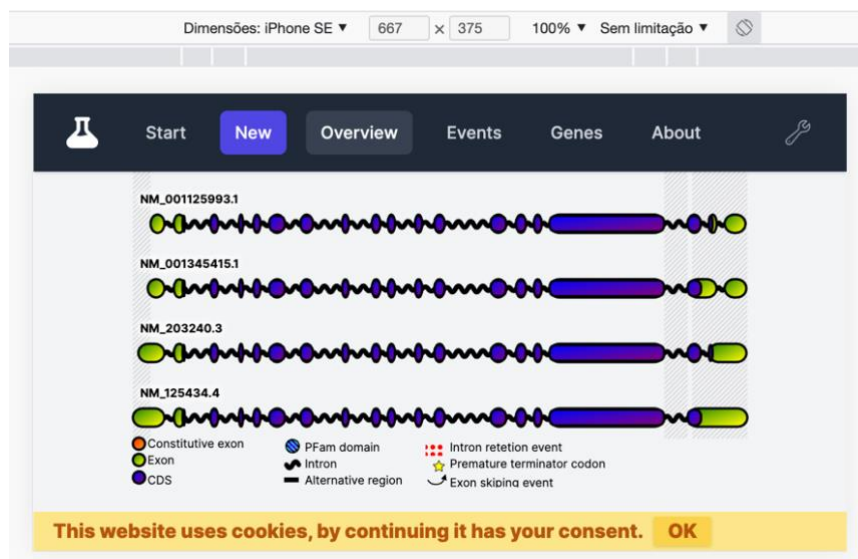 Dimensões: iPhone SE ▼ 667 × 375 100% ▼ Sem limitação ▼
Start New Overview Events Genes About
NM_001125993.1
NM_001345415.1
NM_203240.3
NM_125434.4
Constitutive exon
Exon
CDS
PFam domain
Intron
Alternative region
Intron retetion event
Premature terminator codon
Exon skiping event
This website uses cookies, by continuing it has your consent. OK